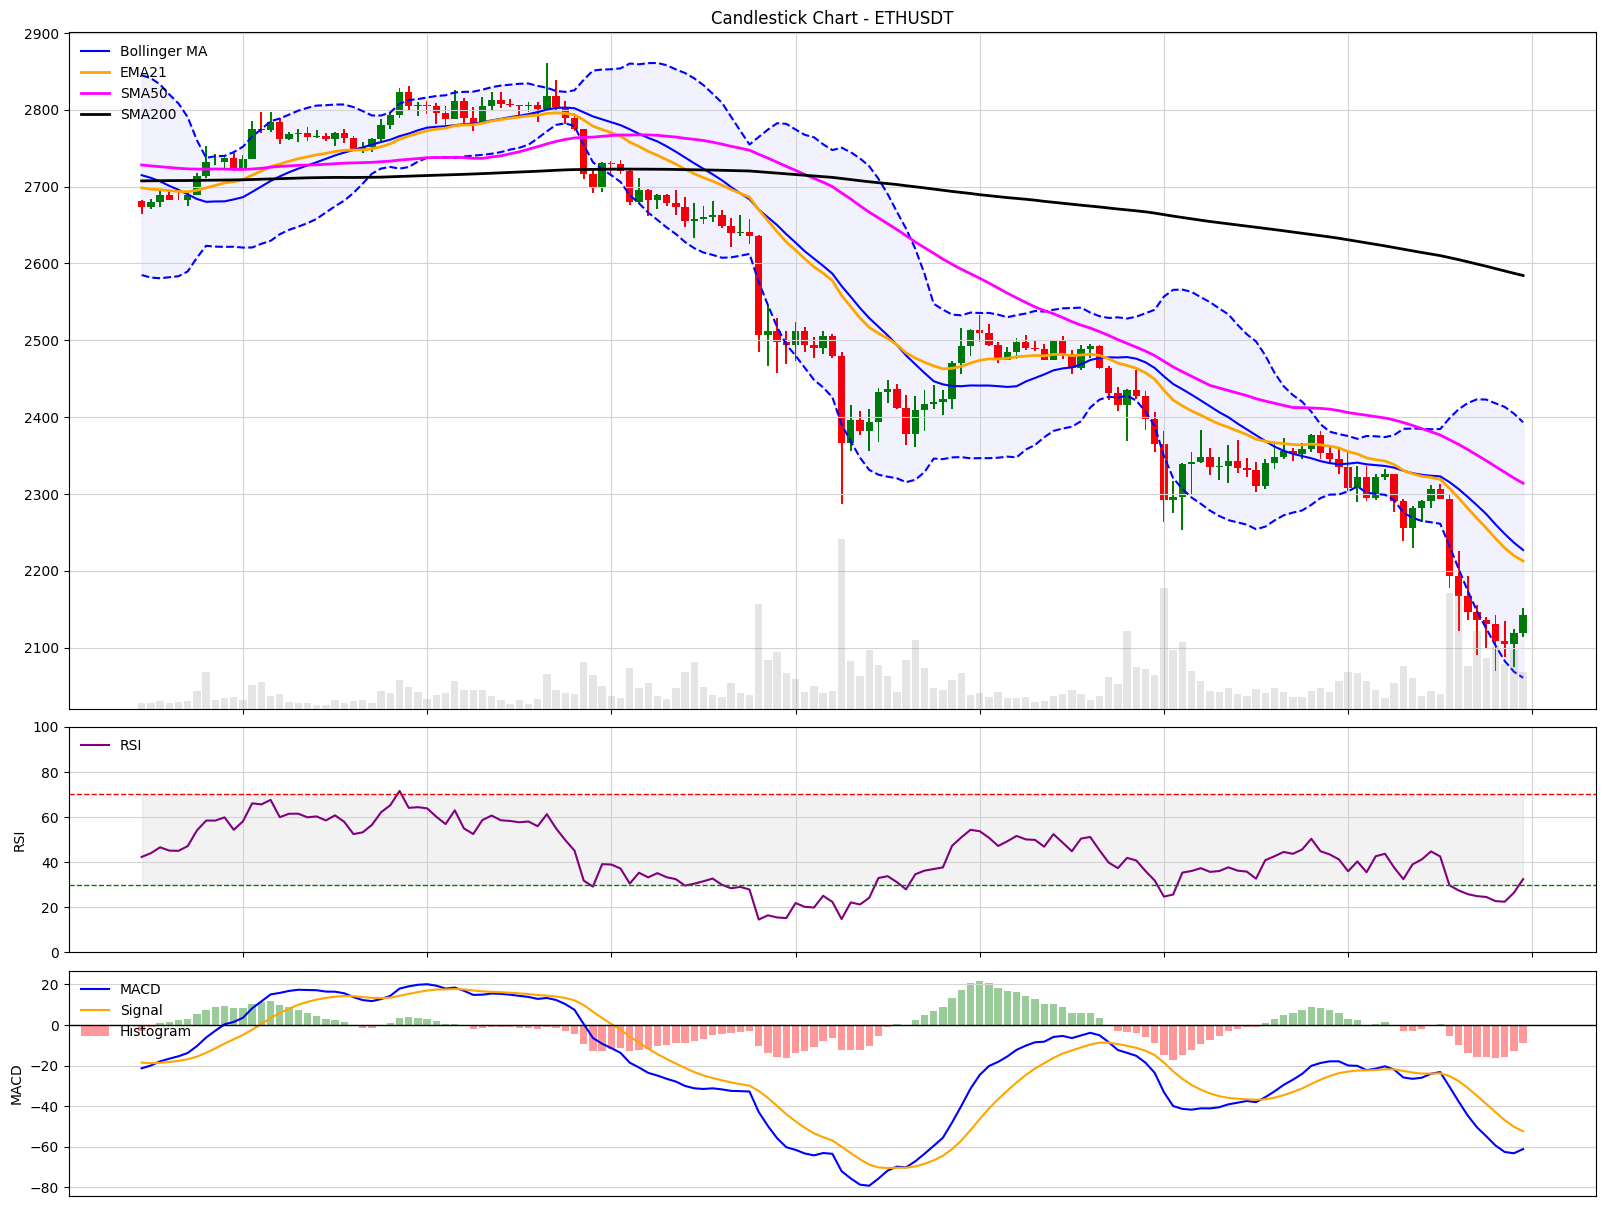 Candlestick Chart - ETHUSDT
2900
2800
2700
2600
2500
2400
2300
2200
2100
Bollinger MA
EMA21
SMA50
SMA200
100
80
60
40
20
0
RSI
RSI
20
0
−20
−40
−60
−80
MACD
MACD
Signal
Histogram